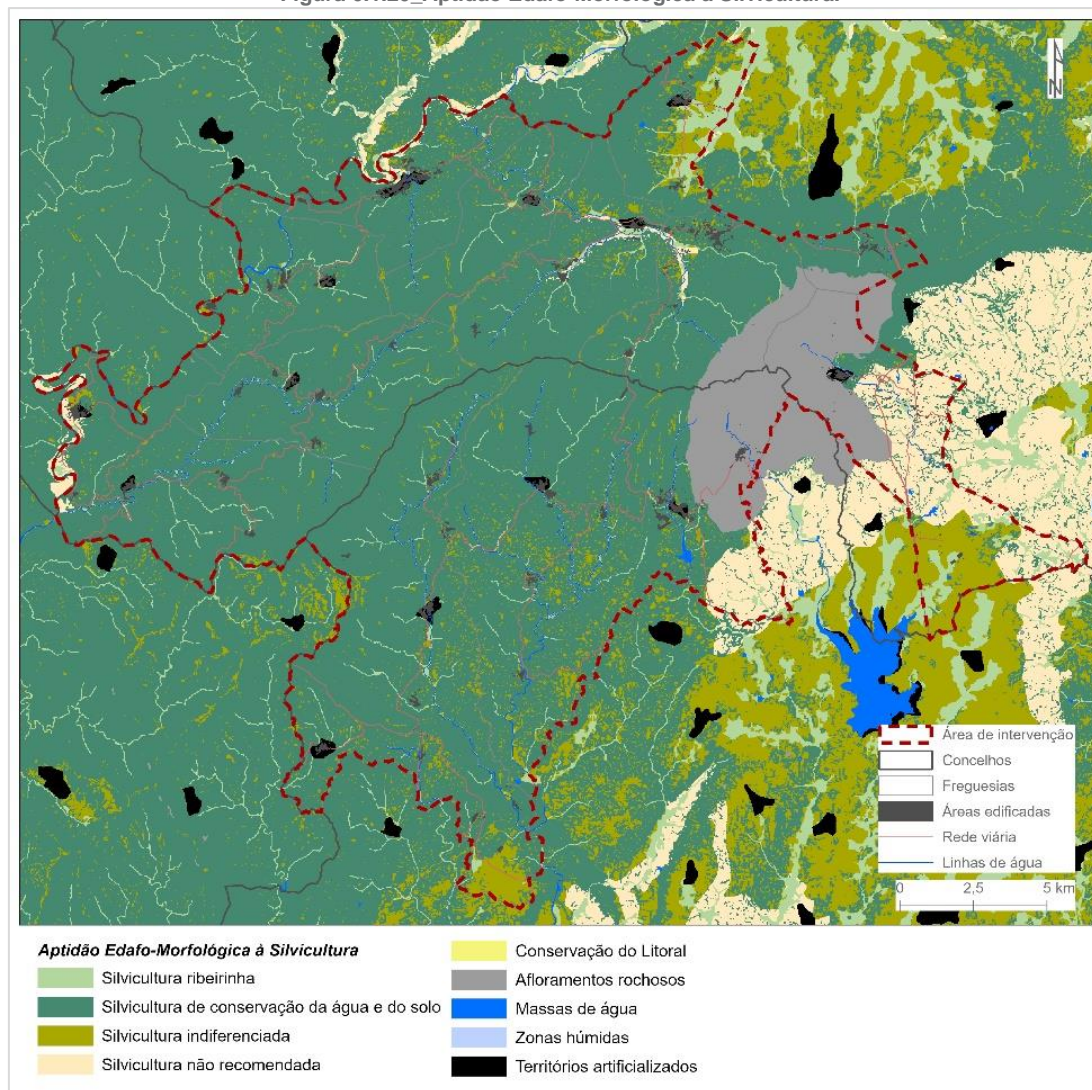 N
Área de intervenção
Concelhos
Freguesias
Áreas edificadas
Rede viária
Linhas de água
0 2,5 5 km
Aptidão Edafo-Morfológica à Silvicultura
Silvicultura ribeirinha
Silvicultura de conservação da água e do solo
Silvicultura indiferenciada
Silvicultura não recomendada
Conservação do Litoral
Afloramentos rochosos
Massas de água
Zonas húmidas
Territórios artificializados